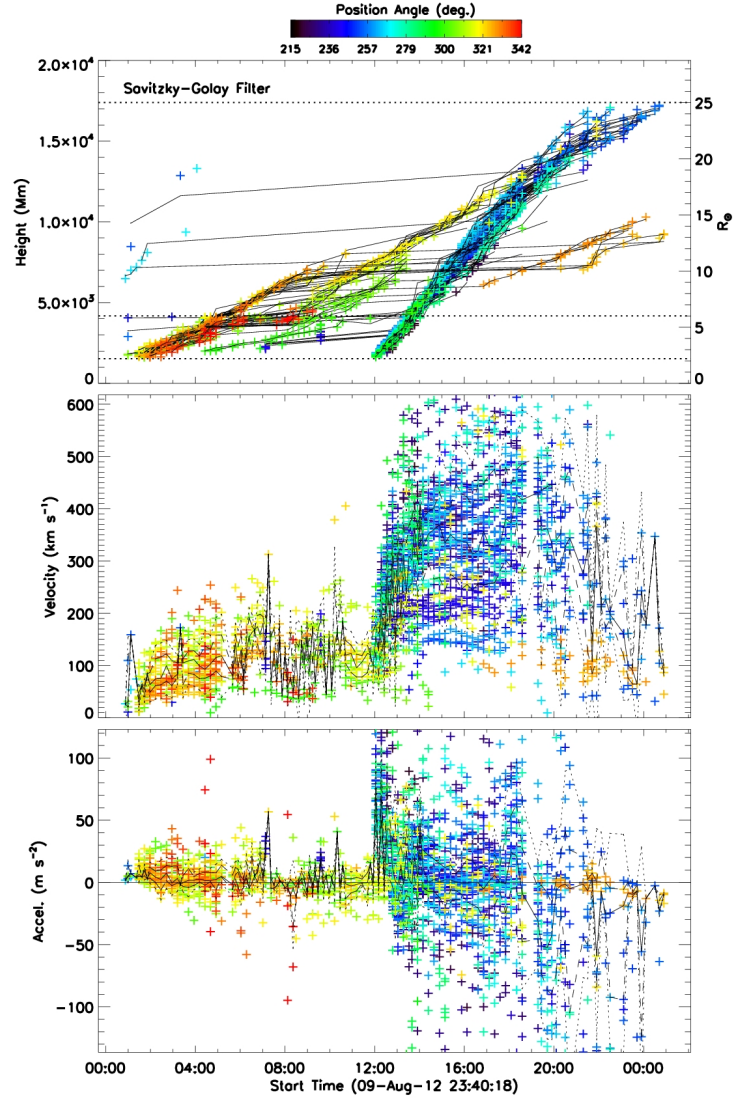 Position Angle (deg.)
215 236 257 279 300 321 342
Savitzky-Golay Filter
2.0×10⁴
1.5×10⁴
1.0×10⁴
5.0×10³
0
Height (Mm)
25
20
15
10
5
0
R⊙
600
500
400
300
200
100
0
Velocity (km s⁻¹)
100
50
0
-50
-100
Accel. (m s⁻²)
00:00 04:00 08:00 12:00 16:00 20:00 00:00
Start Time (09-Aug-12 23:40:18)